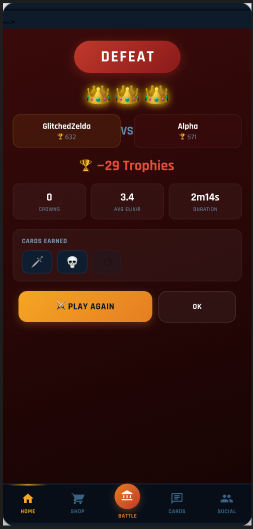 DEFEAT
GlitchedZelda
632
VS
Alpha
571
−29 Trophies
0
CROWNS
3.4
AVG ELIXIR
2m14s
DURATION
CARDS EARNED
PLAY AGAIN
OK
HOME
SHOP
BATTLE
CARDS
SOCIAL